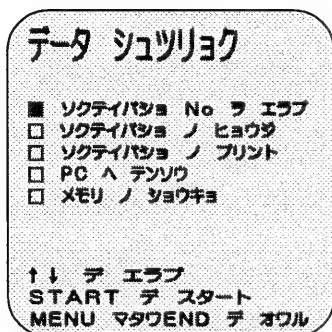 データ シュツリョク
■ ソクテイバショ No ヲ エラブ
□ ソクテイバショ ノ ヒョウジ
□ ソクテイバショ ノ プリント
□ PC ヘ テンソウ
□ メモリ ノ ショウキョ
↑↓ デ エラブ
START デ スタート
MENU マタワEND デ オワル